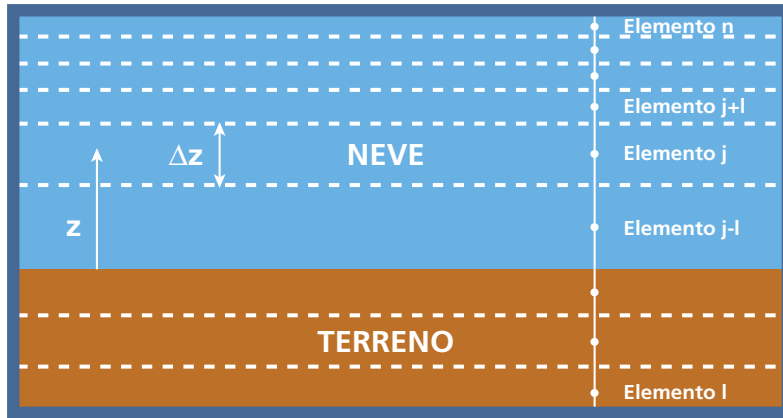 Elemento n
Elemento j+l
Δz
NEVE
Elemento j
z
Elemento j-l
TERRENO
Elemento l